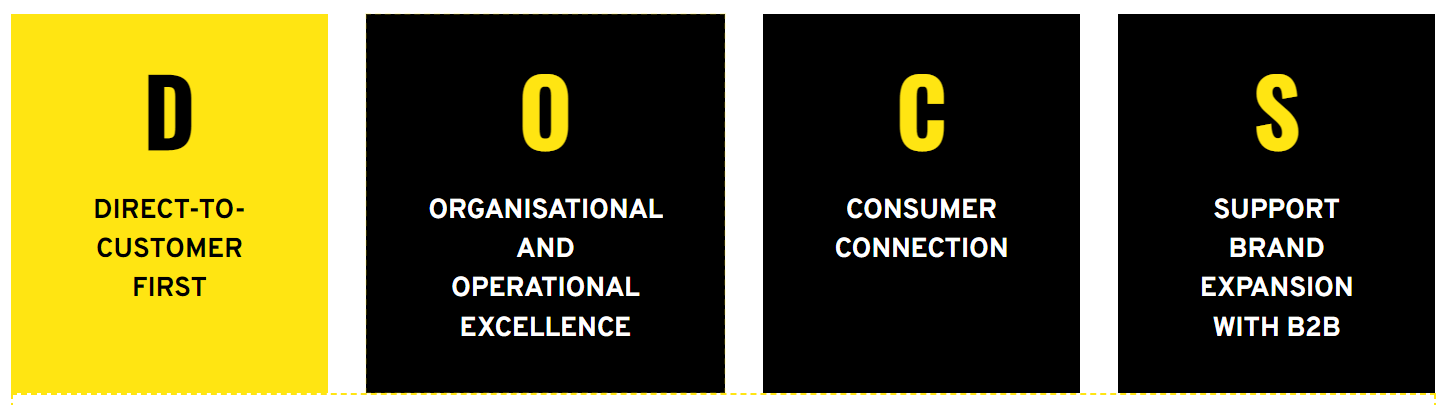 D
DIRECT-TO-
CUSTOMER
FIRST
O
ORGANISATIONAL
AND
OPERATIONAL
EXCELLENCE
C
CONSUMER
CONNECTION
S
SUPPORT
BRAND
EXPANSION
WITH B2B